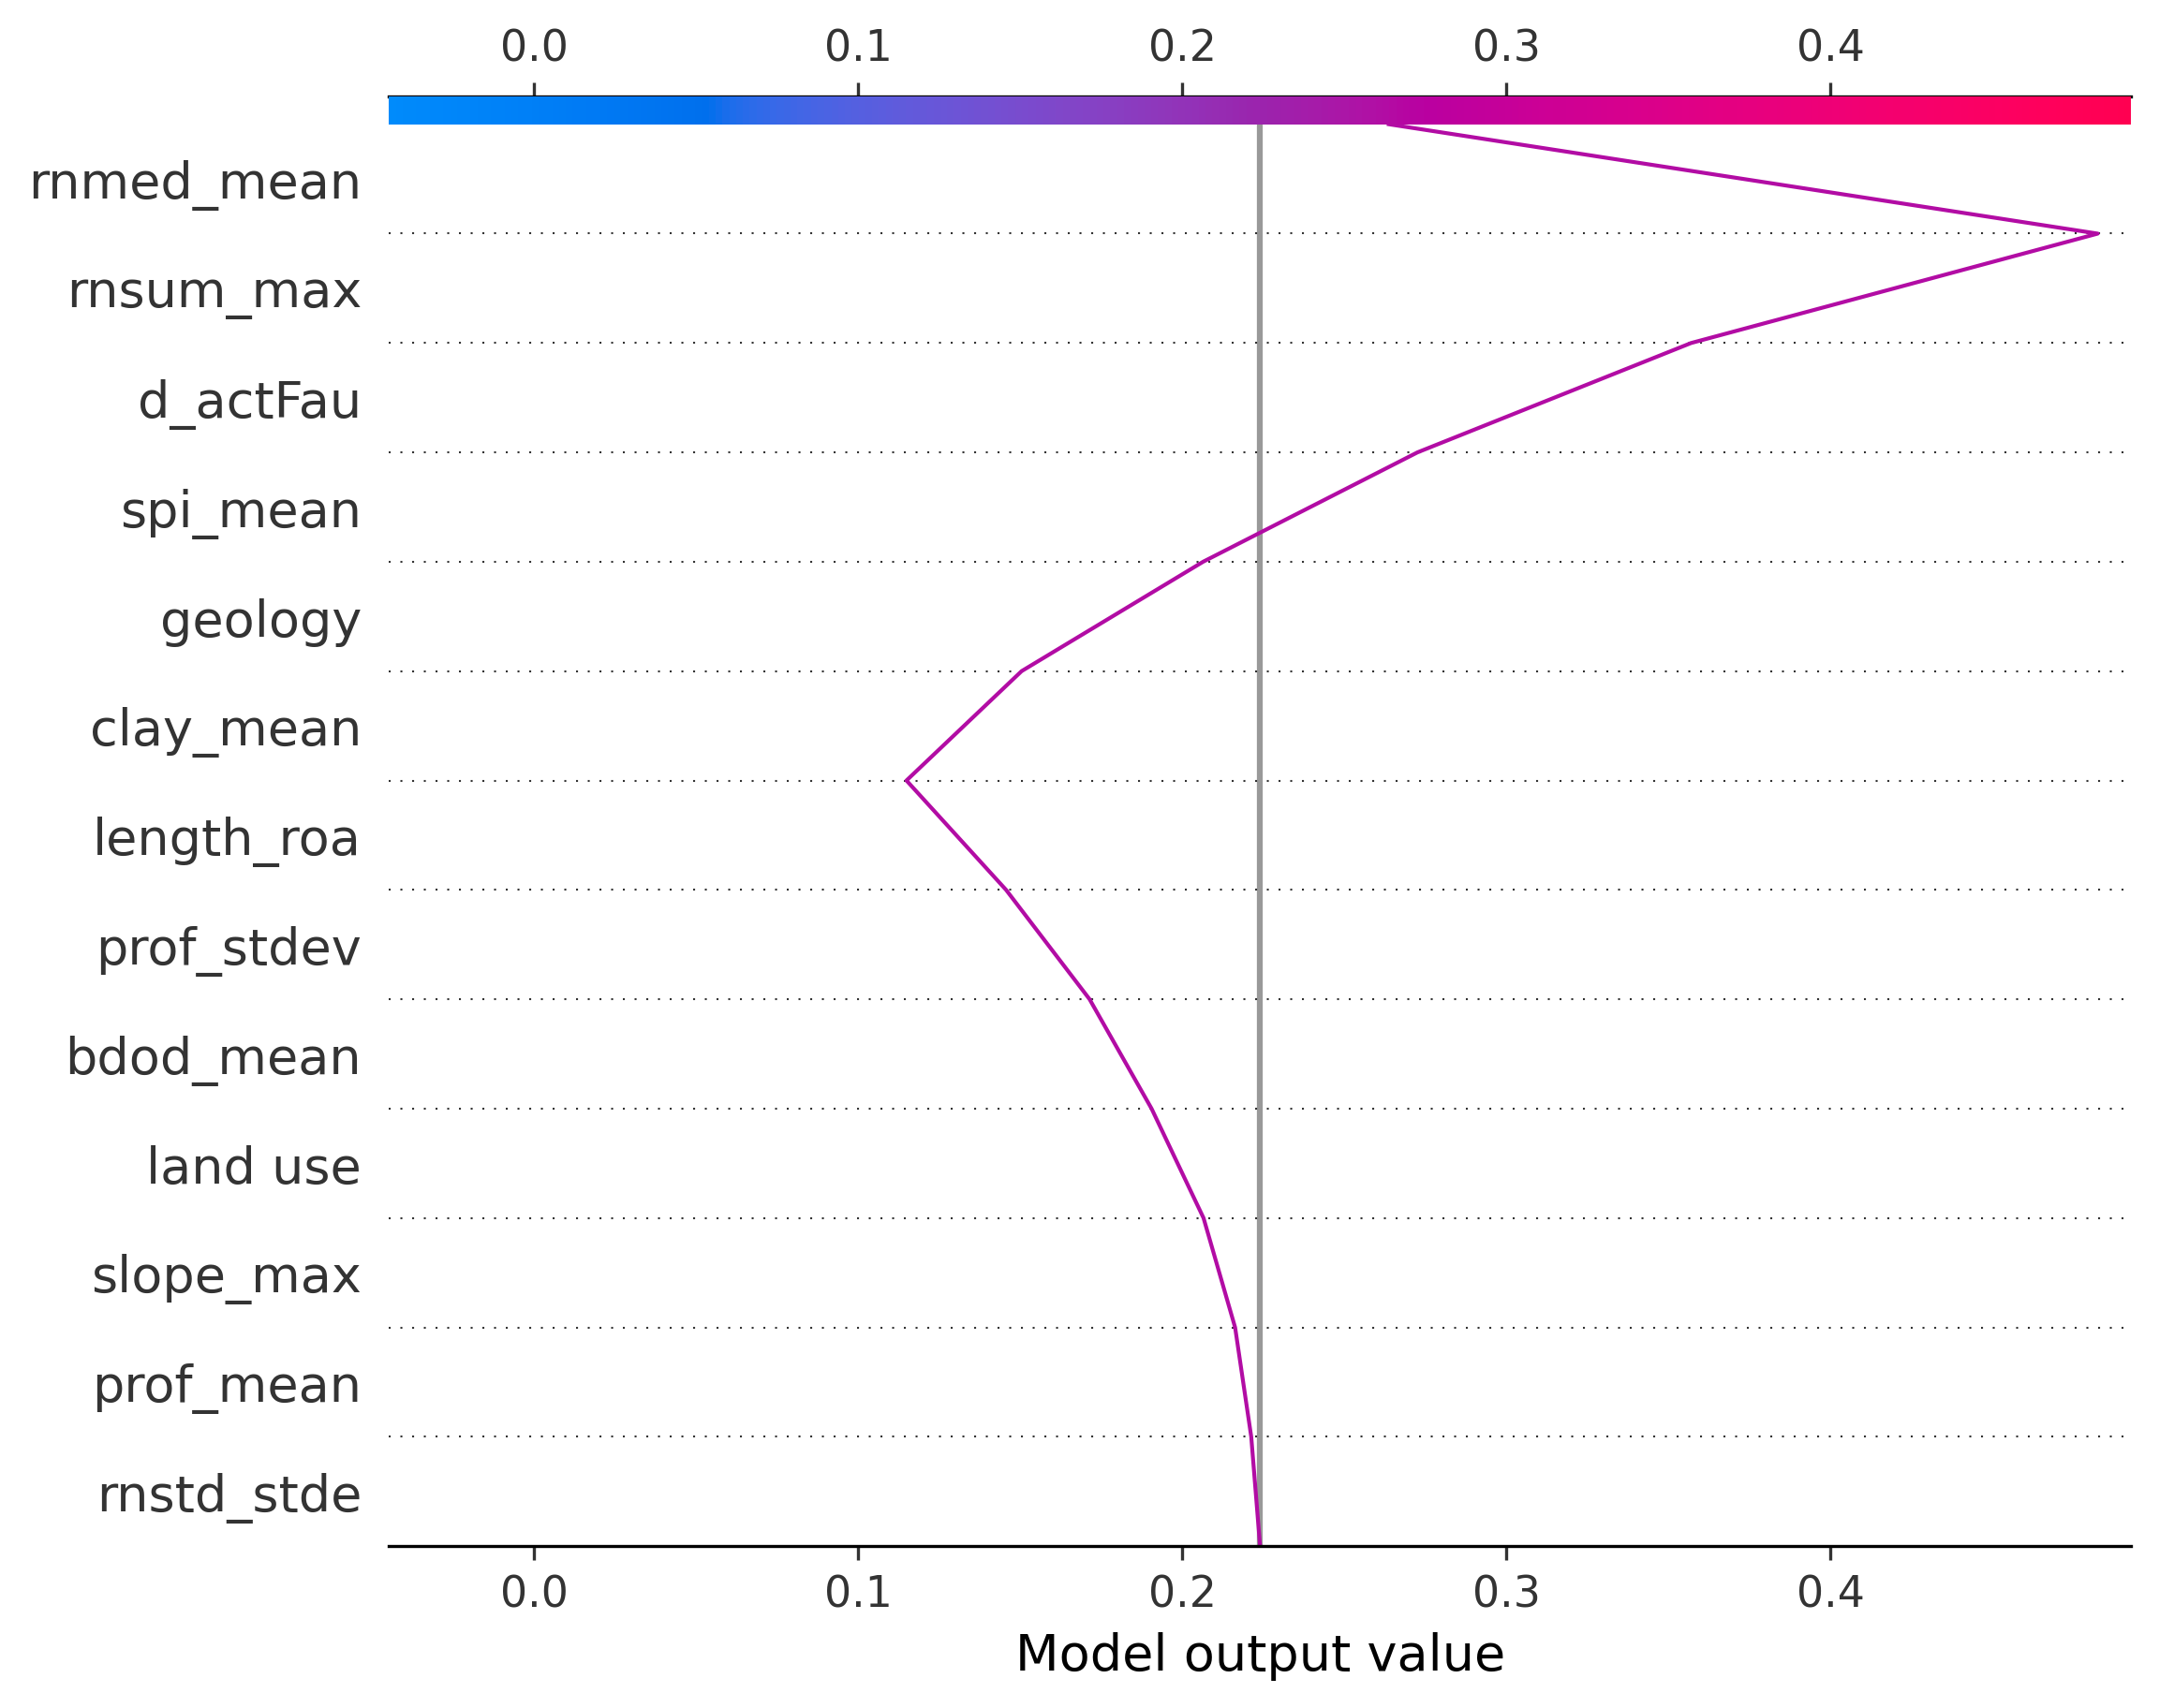 0.0 0.1 0.2 0.3 0.4
rnmed_mean
rnsum_max
d_actFau
spi_mean
geology
clay_mean
length_roa
prof_stdev
bdod_mean
land use
slope_max
prof_mean
rnstd_stde
0.0 0.1 0.2 0.3 0.4
Model output value